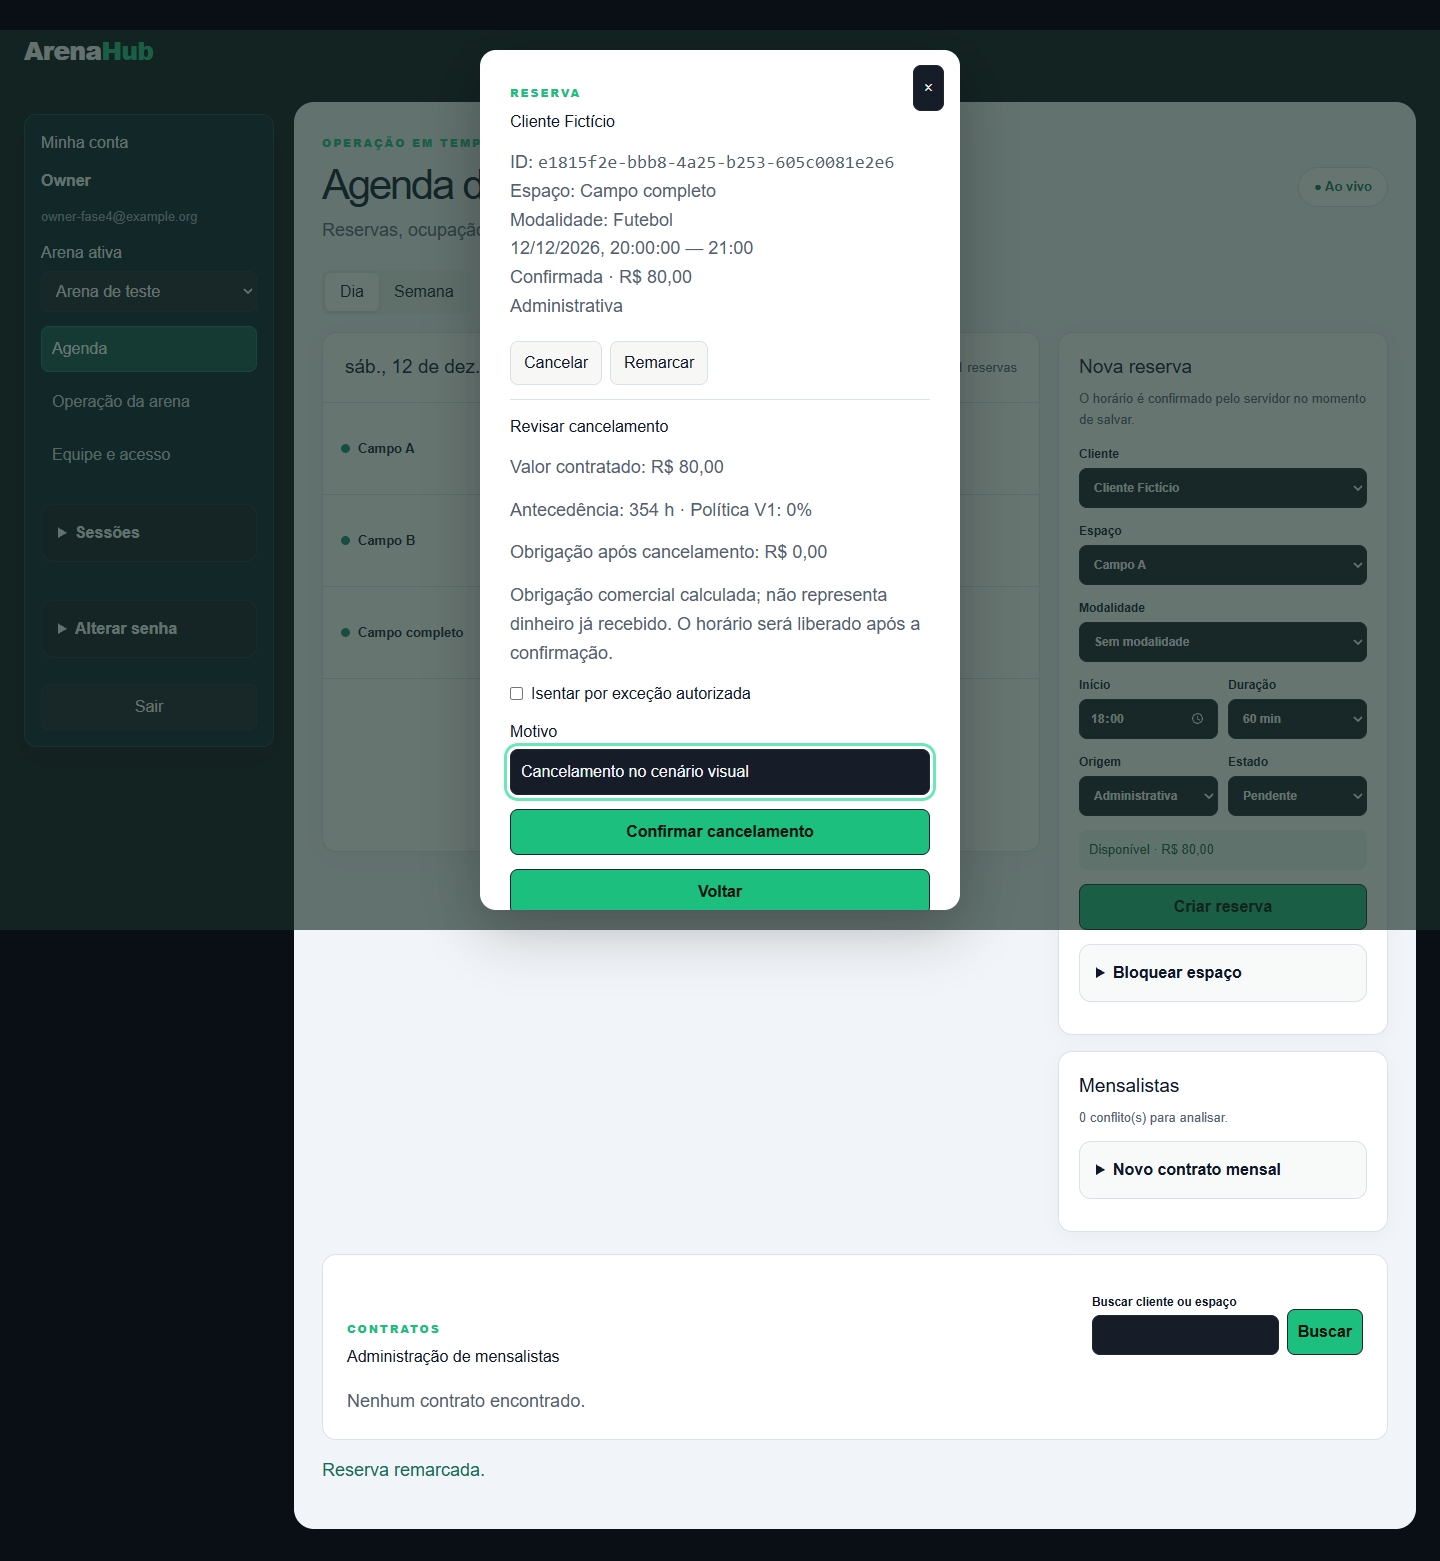 ArenaHub
Minha conta
Owner
owner-fase4@example.org
Arena ativa
Arena de teste
Agenda
Operação da arena
Equipe e acesso
Sessões
Alterar senha
Sair
OPERAÇÃO EM TEMP
Agenda d
Reservas, ocupaçã
● Ao vivo
Dia
Semana
sáb., 12 de dez.
reservas
Campo A
Campo B
Campo completo
RESERVA
×
Cliente Fictício
ID: e1815f2e-bbb8-4a25-b253-605c0081e2e6
Espaço: Campo completo
Modalidade: Futebol
12/12/2026, 20:00:00 — 21:00
Confirmada · R$ 80,00
Administrativa
Cancelar
Remarcar
Revisar cancelamento
Valor contratado: R$ 80,00
Antecedência: 354 h · Política V1: 0%
Obrigação após cancelamento: R$ 0,00
Obrigação comercial calculada; não representa
dinheiro já recebido. O horário será liberado após a
confirmação.
Isentar por exceção autorizada
Motivo
Cancelamento no cenário visual
Confirmar cancelamento
Voltar
Nova reserva
O horário é confirmado pelo servidor no momento
de salvar.
Cliente
Cliente Fictício
Espaço
Campo A
Modalidade
Sem modalidade
Início
Duração
18:00
60 min
Origem
Estado
Administrativa
Pendente
Disponível · R$ 80,00
Criar reserva
Bloquear espaço
Mensalistas
0 conflito(s) para analisar.
Novo contrato mensal
CONTRATOS
Administração de mensalistas
Buscar cliente ou espaço
Buscar
Nenhum contrato encontrado.
Reserva remarcada.